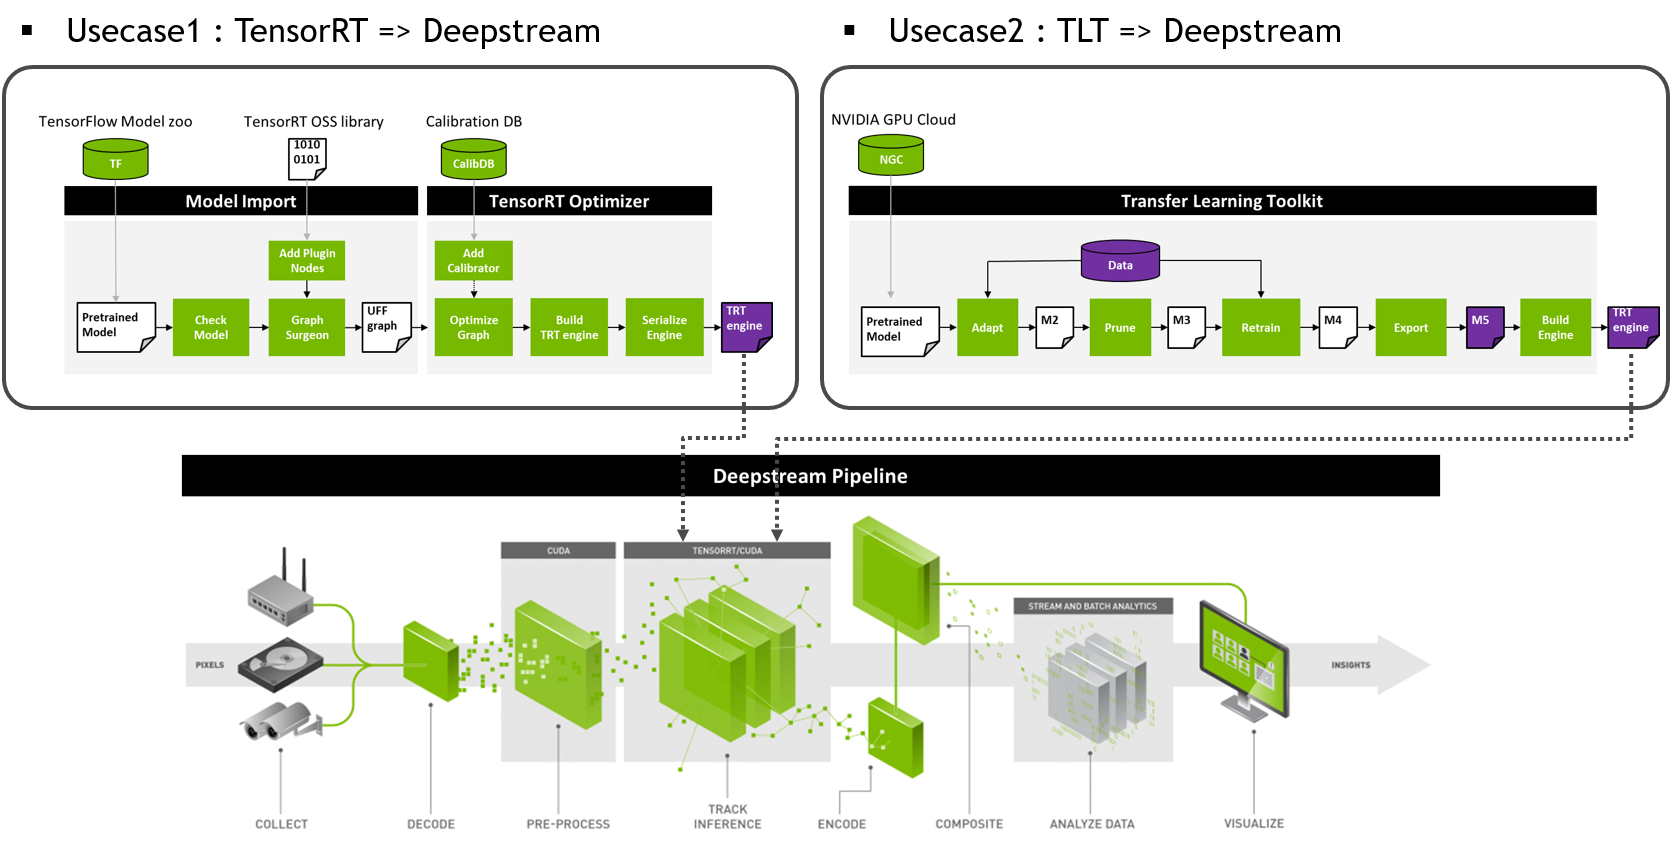 ▪ Usecase1 : TensorRT => Deepstream
TensorFlow Model zoo
TensorRT OSS library
Calibration DB
TF
1010
0101
CalibDB
Model Import
TensorRT Optimizer
Add Plugin
Nodes
Add
Calibrator
Pretrained
Model
Check
Model
Graph
Surgeon
UFF
graph
Optimize
Graph
Build
TRT engine
Serialize
Engine
TRT
engine
▪ Usecase2 : TLT => Deepstream
NVIDIA GPU Cloud
NGC
Transfer Learning Toolkit
Data
Pretrained
Model
Adapt
M2
Prune
M3
Retrain
M4
Export
M5
Build
Engine
TRT
engine
Deepstream Pipeline
CUDA
TENSORRT/CUDA
STREAM AND BATCH ANALYTICS
PIXELS
INSIGHTS
COLLECT
DECODE
PRE-PROCESS
TRACK
INFERENCE
ENCODE
COMPOSITE
ANALYZE DATA
VISUALIZE